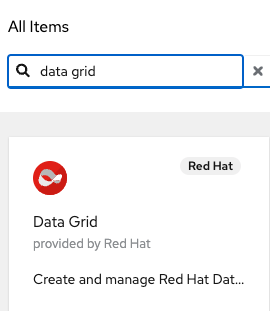 All Items
data grid
Red Hat
Data Grid
provided by Red Hat
Create and manage Red Hat Dat...